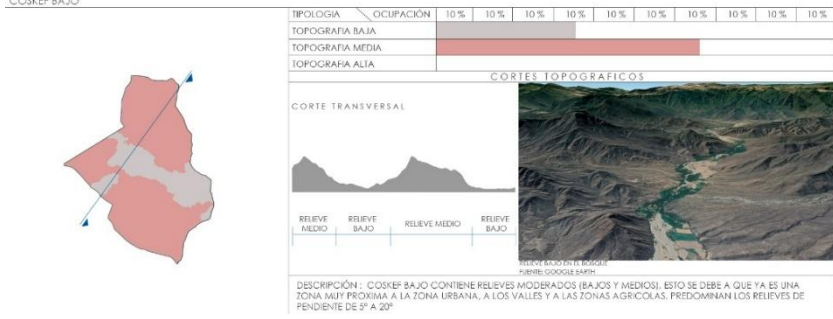 COSKEF BAJO
TIPOLOGIA OCUPACIÓN 10 % 10 % 10 % 10 % 10 % 10 % 10 % 10 % 10 %
TOPOGRAFIA BAJA
TOPOGRAFIA MEDIA
TOPOGRAFIA ALTA
CORTES TOPOGRAFICOS
CORTE TRANSVERSAL
RELIEVE MEDIO
RELIEVE BAJO
RELIEVE MEDIO
RELIEVE BAJO
RELIEVE BAJO EN EL BOSQUE
FUENTE: GOOGLE EARTH
DESCRIPCIÓN : COSKEF BAJO CONTIENE RELIEVES MODERADOS (BAJOS Y MEDIOS), ESTO SE DEBE A QUE YA ES UNA
ZONA MUY PROXIMA A LA ZONA URBANA, A LOS VALLES Y A LAS ZONAS AGRICOLAS. PREDOMINAN LOS RELIEVES DE
PENDIENTE DE 5° A 20°